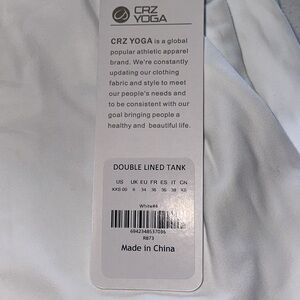 CRZ
YOGA
CRZ YOGA is a global
popular athletic apparel
brand. We're constantly
updating our clothing
fabric and style to meet
our people's needs and
to be consistent with our
goal bringing people a
healthy and beautiful life.
DOUBLE LINED TANK
US UK EU FR ES IT CN
XXS 00 4 34 36 36 38 XS
White#4
6942348537086
R873
Made in China